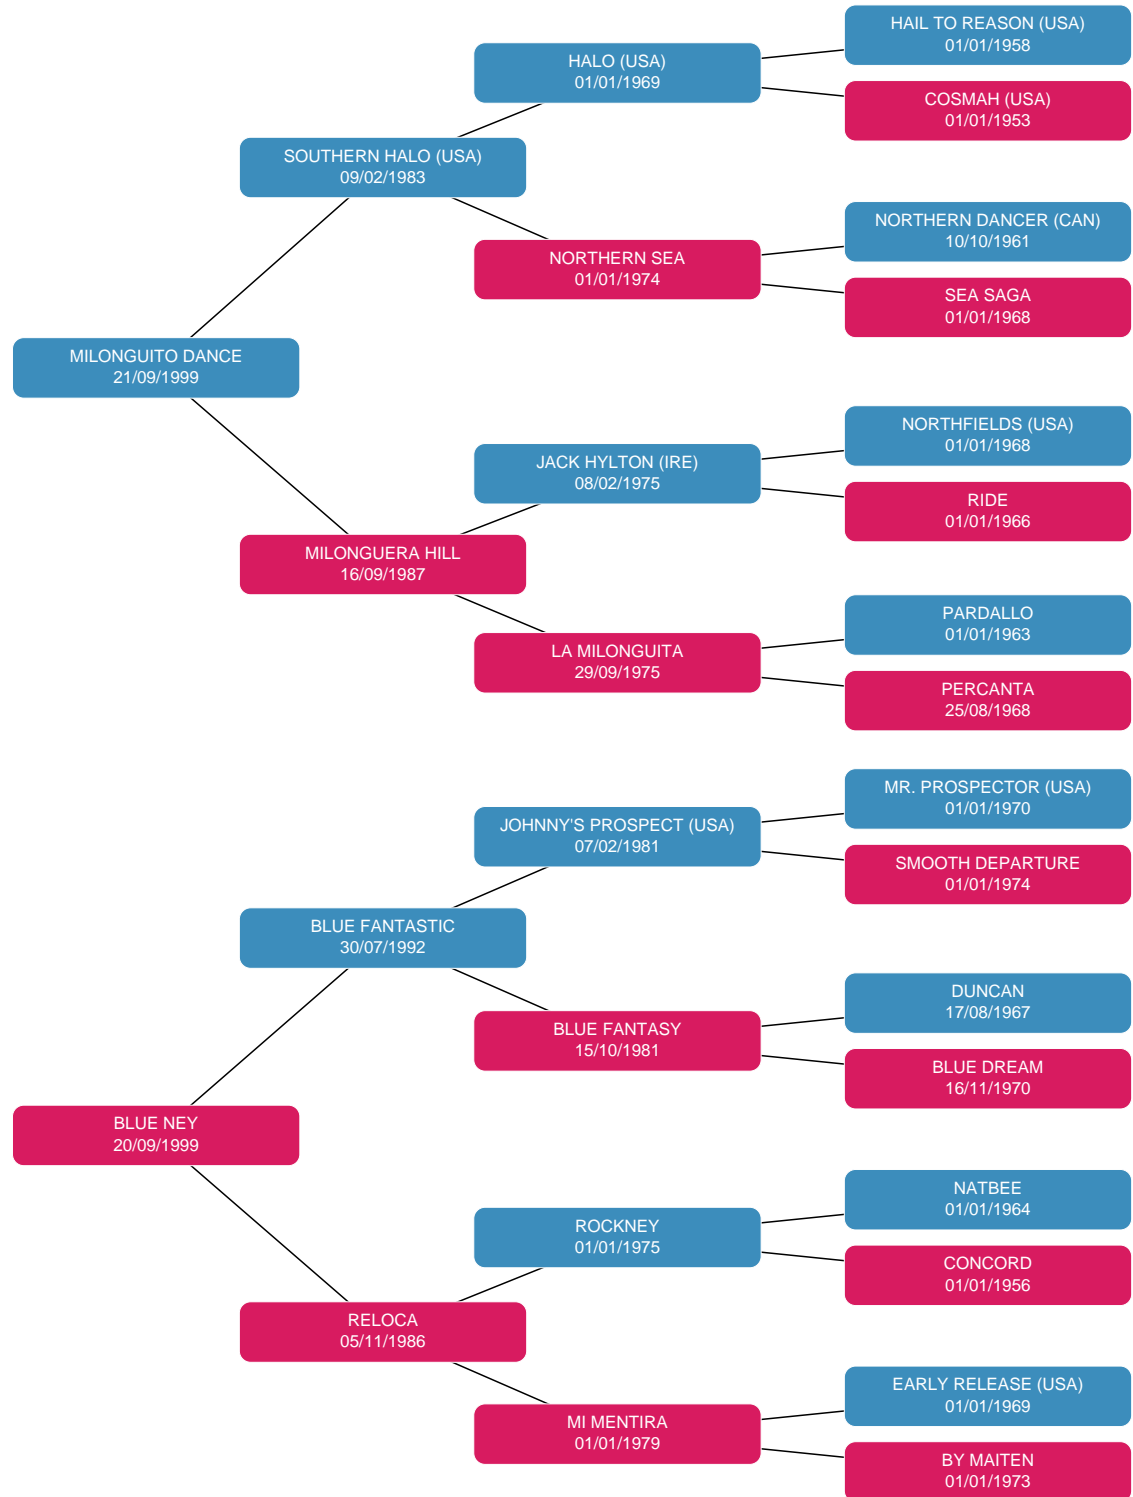 HAIL TO REASON (USA)
01/01/1958
HALO (USA)
01/01/1969
COSMAH (USA)
01/01/1953
SOUTHERN HALO (USA)
09/02/1983
NORTHERN DANCER (CAN)
10/10/1961
NORTHERN SEA
01/01/1974
SEA SAGA
01/01/1968
MILONGUITO DANCE
21/09/1999
NORTHFIELDS (USA)
01/01/1968
JACK HYLTON (IRE)
08/02/1975
RIDE
01/01/1966
MILONGUERA HILL
16/09/1987
PARDALLO
01/01/1963
LA MILONGUITA
29/09/1975
PERCANTA
25/08/1968
MR. PROSPECTOR (USA)
01/01/1970
JOHNNY'S PROSPECT (USA)
07/02/1981
SMOOTH DEPARTURE
01/01/1974
BLUE FANTASTIC
30/07/1992
DUNCAN
17/08/1967
BLUE FANTASY
15/10/1981
BLUE DREAM
16/11/1970
BLUE NEY
20/09/1999
NATBEE
01/01/1964
ROCKNEY
01/01/1975
CONCORD
01/01/1956
RELOCA
05/11/1986
EARLY RELEASE (USA)
01/01/1969
MI MENTIRA
01/01/1979
BY MAITEN
01/01/1973